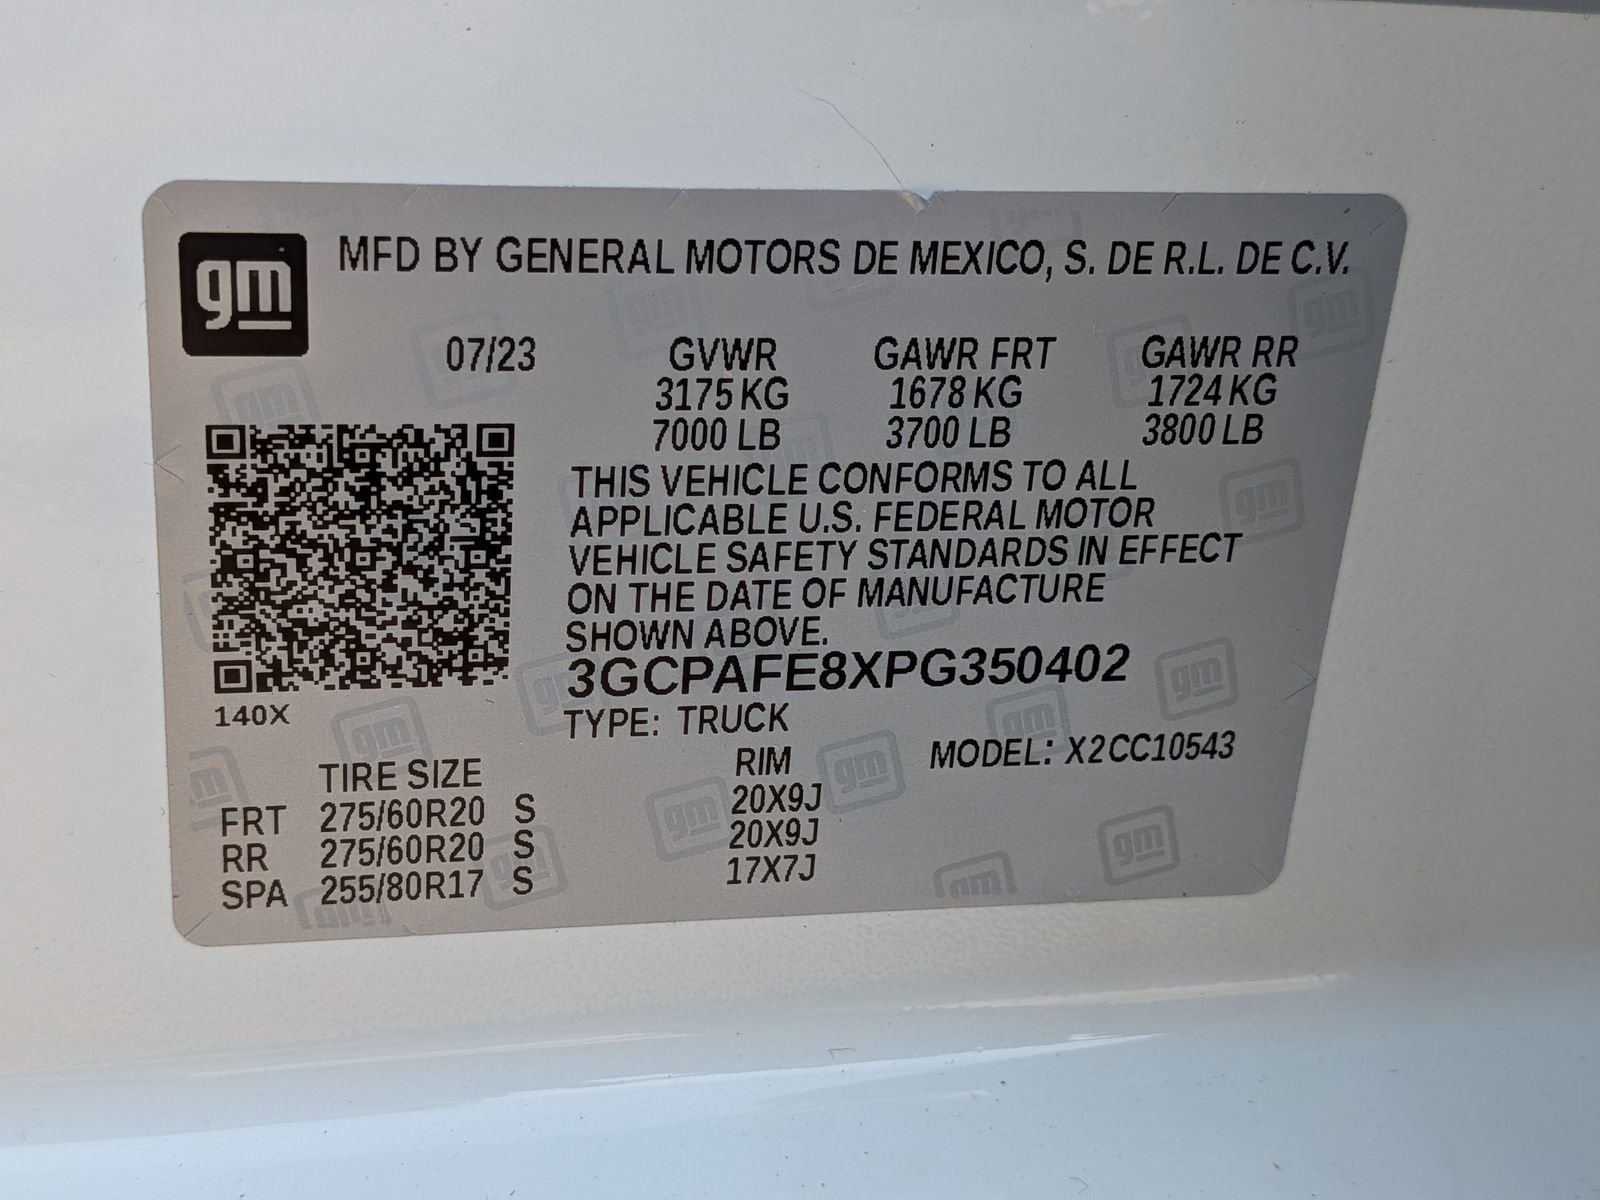 gm MFD BY GENERAL MOTORS DE MEXICO, S. DE R.L. DE C.V.
07/23 GVWR GAWR FRT GAWR RR
3175 KG 1678 KG 1724 KG
7000 LB 3700 LB 3800 LB
THIS VEHICLE CONFORMS TO ALL
APPLICABLE U.S. FEDERAL MOTOR
VEHICLE SAFETY STANDARDS IN EFFECT
ON THE DATE OF MANUFACTURE
SHOWN ABOVE.
3GCPAFE8XPG350402
140X
TYPE: TRUCK
MODEL: X2CC10543
TIRE SIZE RIM
FRT 275/60R20 S 20X9J
RR 275/60R20 S 20X9J
SPA 255/80R17 S 17X7J